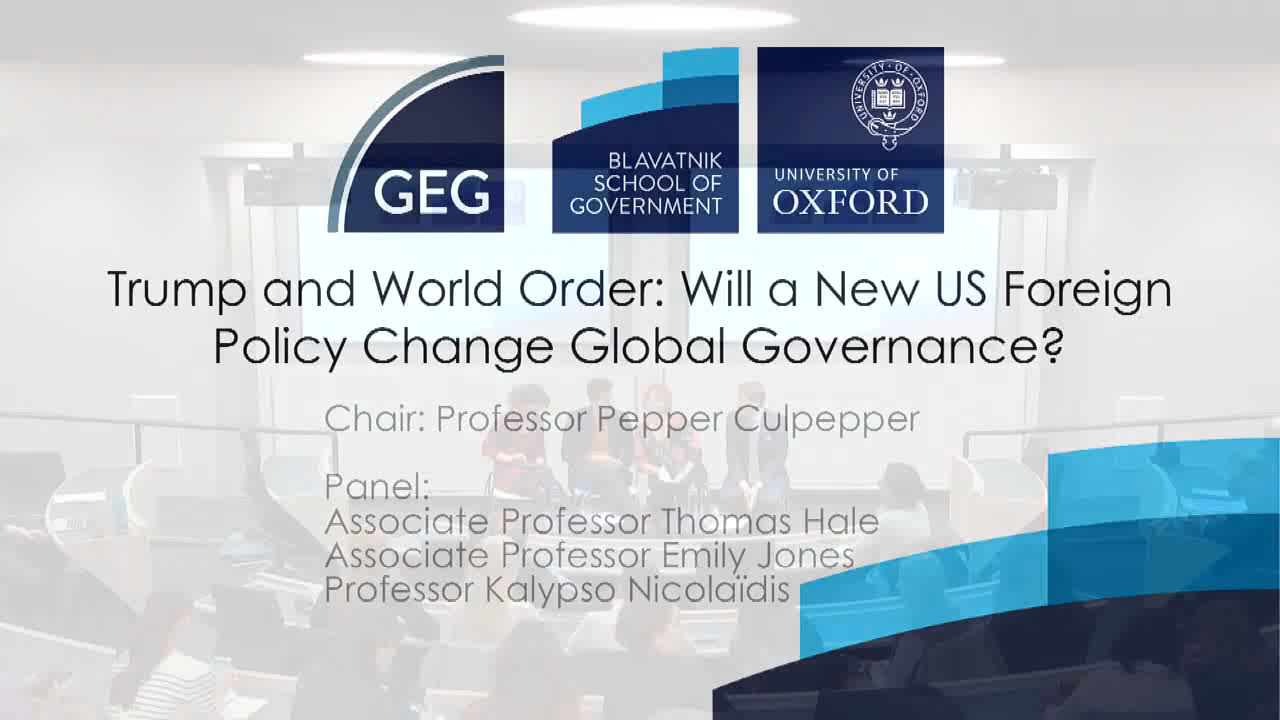 GEG
BLAVATNIK
SCHOOL OF
GOVERNMENT
UNIVERSITY OF OXFORD
UNIVERSITY OF
OXFORD
Trump and World Order: Will a New US Foreign
Policy Change Global Governance?
Chair: Professor Pepper Culpepper
Panel:
Associate Professor Thomas Hale
Associate Professor Emily Jones
Professor Kalypso Nicolaïdis